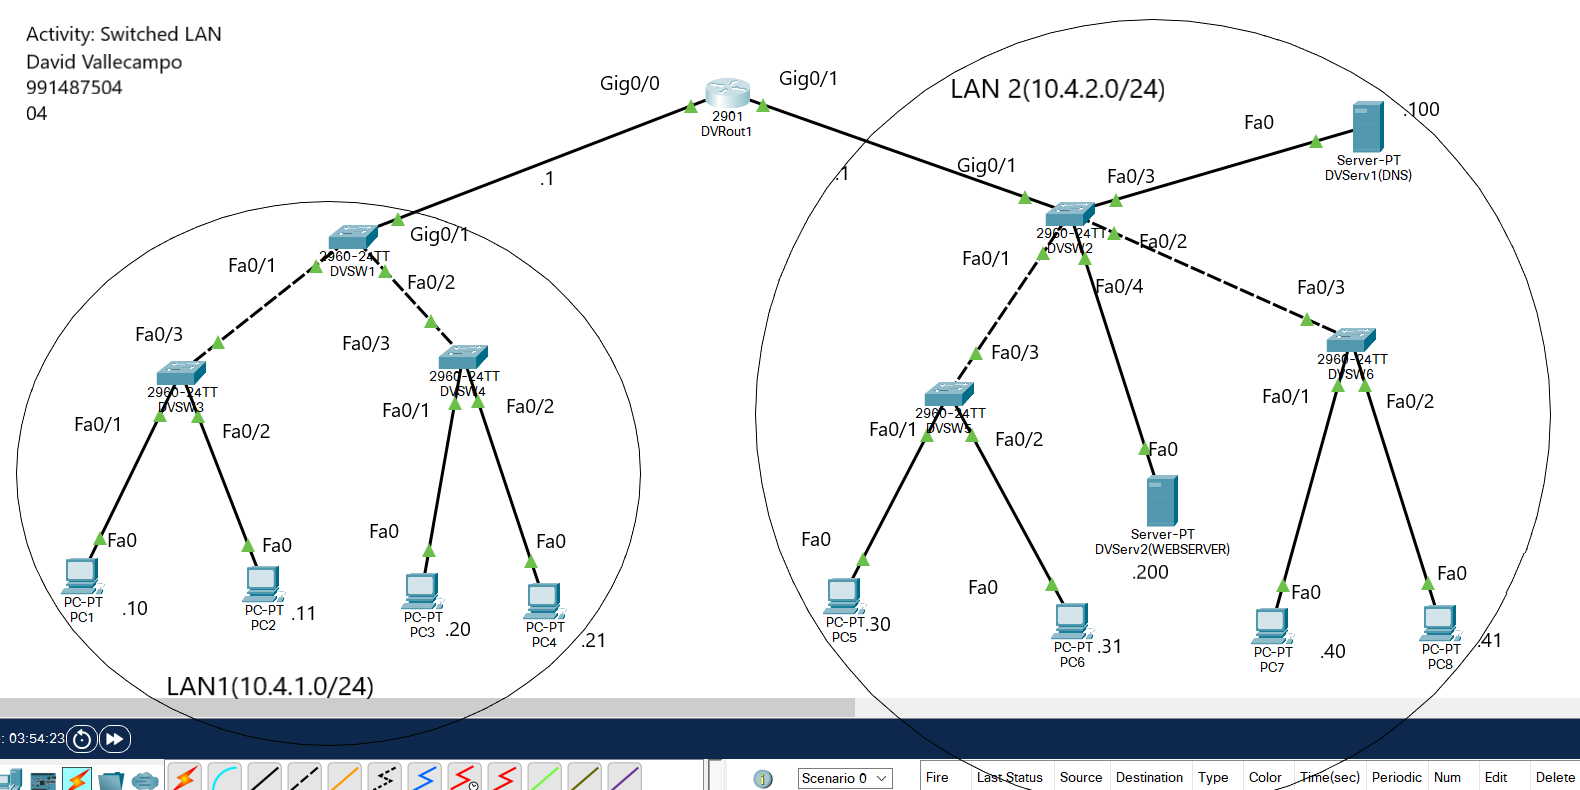 Activity: Switched LAN
David Vallecampo
991487504
04
Gig0/0
Gig0/1
2901
DVRout1
.1
.1
LAN 2(10.4.2.0/24)
Fa0
.100
Server-PT
DVServ1(DNS)
Gig0/1
Fa0/3
2960-24TT
DVSW2
Fa0/1
Fa0/2
Fa0/4
Fa0/3
Gig0/1
2960-24TT
DVSW1
Fa0/1
Fa0/2
Fa0/3
Fa0/3
2960-24TT
DVSW3
Fa0/1
Fa0/2
2960-24TT
DVSW4
Fa0/1
Fa0/2
Fa0/3
2960-24TT
DVSW5
Fa0/1
Fa0/2
2960-24TT
DVSW6
Fa0/1
Fa0/2
Fa0
Server-PT
DVServ2(WEBSERVER)
.200
Fa0
PC-PT
PC1
.10
Fa0
PC-PT
PC2
.11
Fa0
PC-PT
PC3
.20
Fa0
PC-PT
PC4
.21
Fa0
PC-PT
PC5
.30
Fa0
PC-PT
PC6
.31
Fa0
PC-PT
PC7
.40
Fa0
PC-PT
PC8
.41
LAN1(10.4.1.0/24)
: 03:54:23
Scenario 0
Fire Last Status Source Destination Type Color Time(sec) Periodic Num Edit Delete